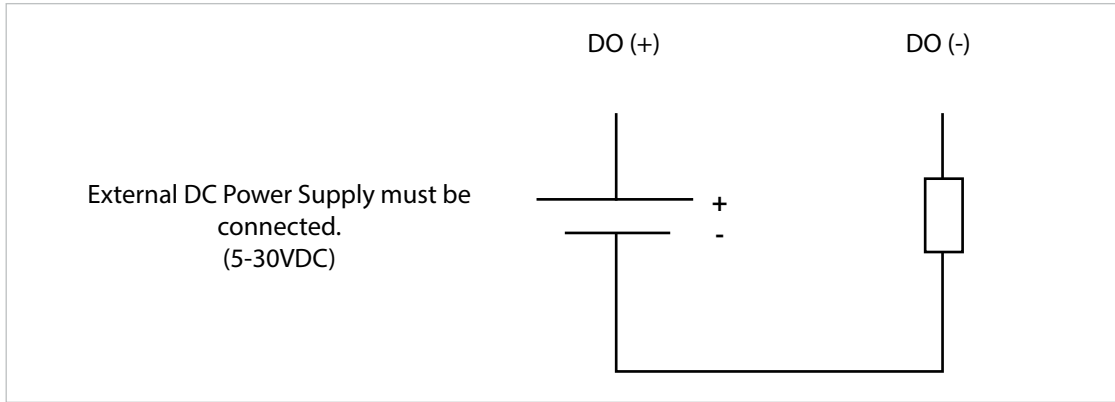 DO (+)
DO (-)
External DC Power Supply must be
connected.
(5-30VDC)
+
-